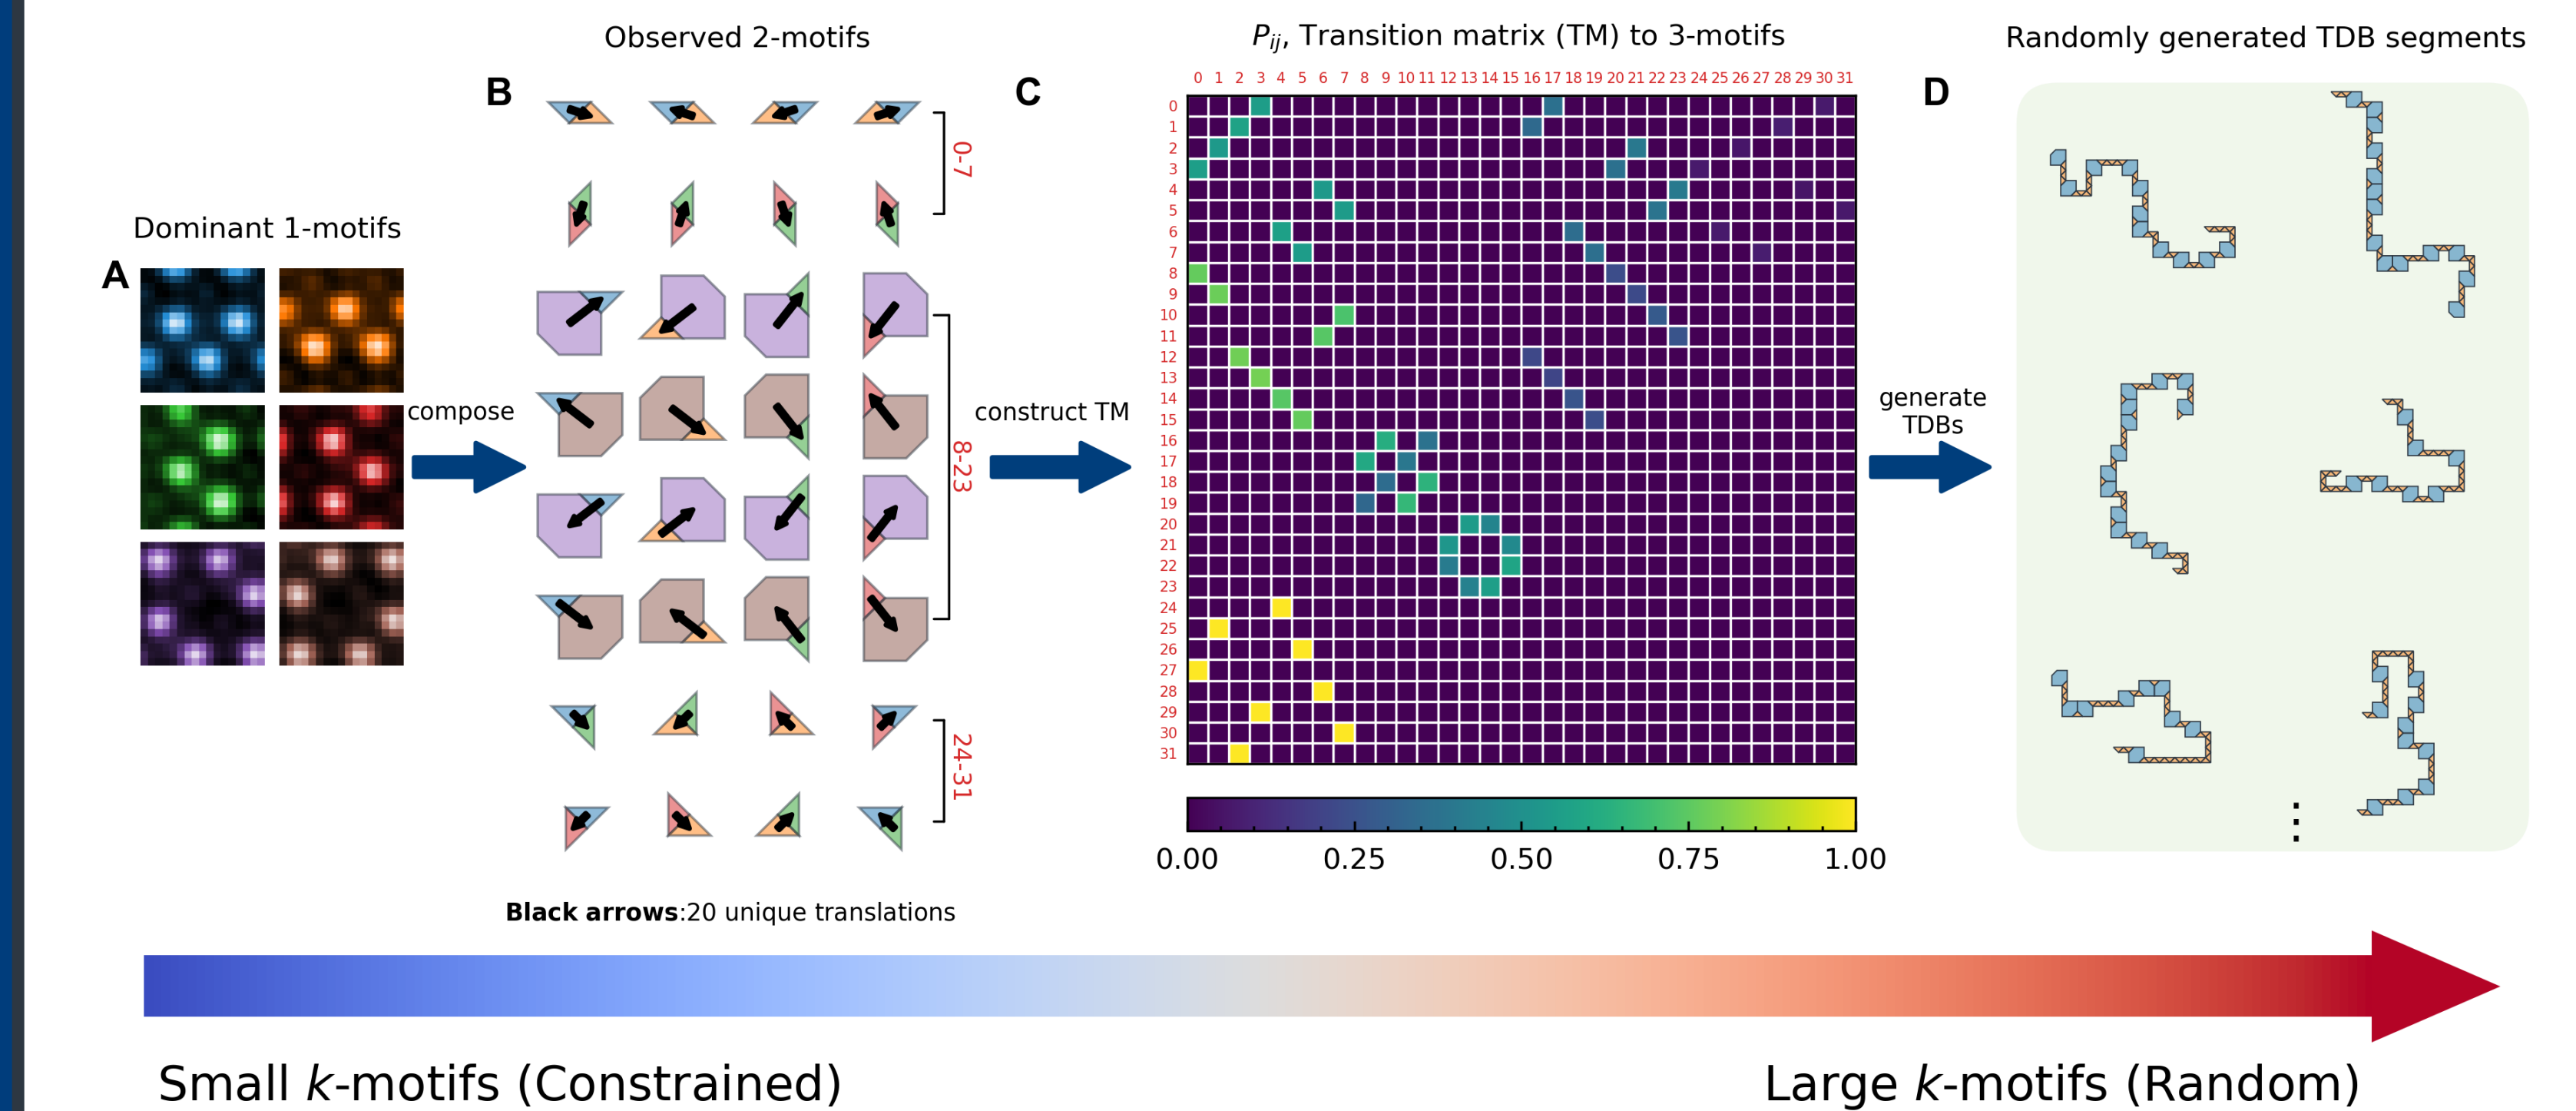 Observed 2-motifs
P_ij, Transition matrix (TM) to 3-motifs
Randomly generated TDB segments
B
C
D
0 1 2 3 4 5 6 7 8 9 10 11 12 13 14 15 16 17 18 19 20 21 22 23 24 25 26 27 28 29 30 31
0
1
2
3
4
5
6
7
8
9
10
11
12
13
14
15
16
17
18
19
20
21
22
23
24
25
26
27
28
29
30
31
0-7
8-23
24-31
Dominant 1-motifs
A
compose
construct TM
generate
TDBs
0.00 0.25 0.50 0.75 1.00
Black arrows:20 unique translations
Small k-motifs (Constrained)
Large k-motifs (Random)